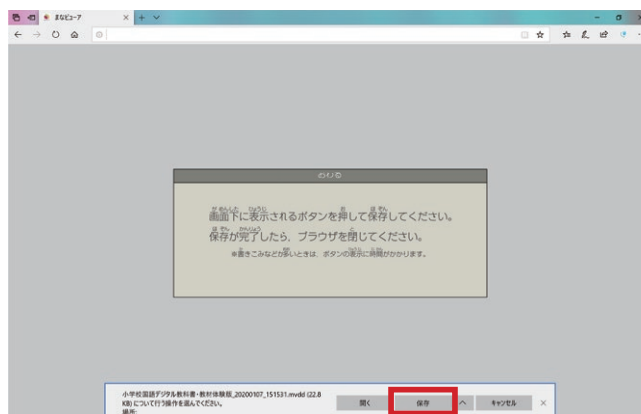 まなビューア
画面下に表示されるボタンを押して保存してください。
保存が完了したら、ブラウザを閉じてください。
※書きこみなどが多いときは、ボタンの表示に時間がかかります。
小学校国語デジタル教科書・教材体験版_20200107_151531.mvdd (22.8
KB) について行う操作を選んでください。
場所:
開く
保存
キャンセル